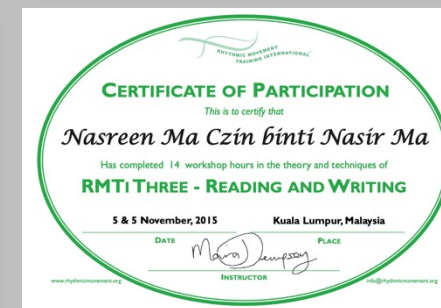 RHYTHMIC MOVEMENT
TRAINING INTERNATIONAL
CERTIFICATE OF PARTICIPATION
This is to certify that
Nasreen Ma Czin binti Nasir Ma
Has completed 14 workshop hours in the theory and techniques of
RMTi THREE - READING AND WRITING
5 & 5 November, 2015 Kuala Lumpur, Malaysia
DATE PLACE
Moira Dempsey
INSTRUCTOR
www.rhythmicmovement.org info@rhythmicmovement.org